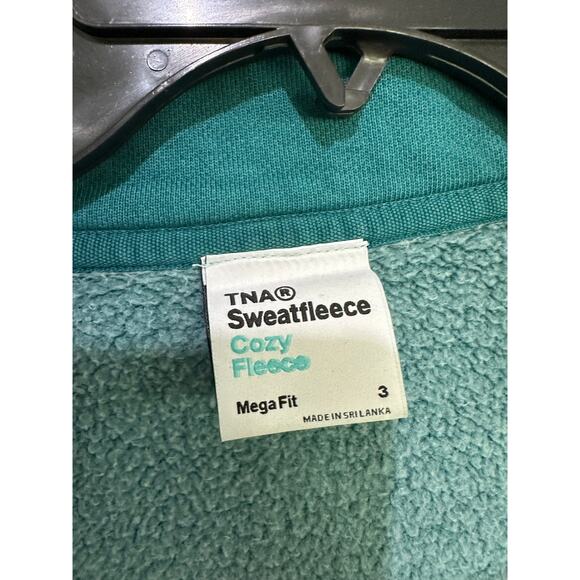 TNA®
Sweatfleece
Cozy
Fleece
Mega Fit 3
MADE IN SRI LANKA